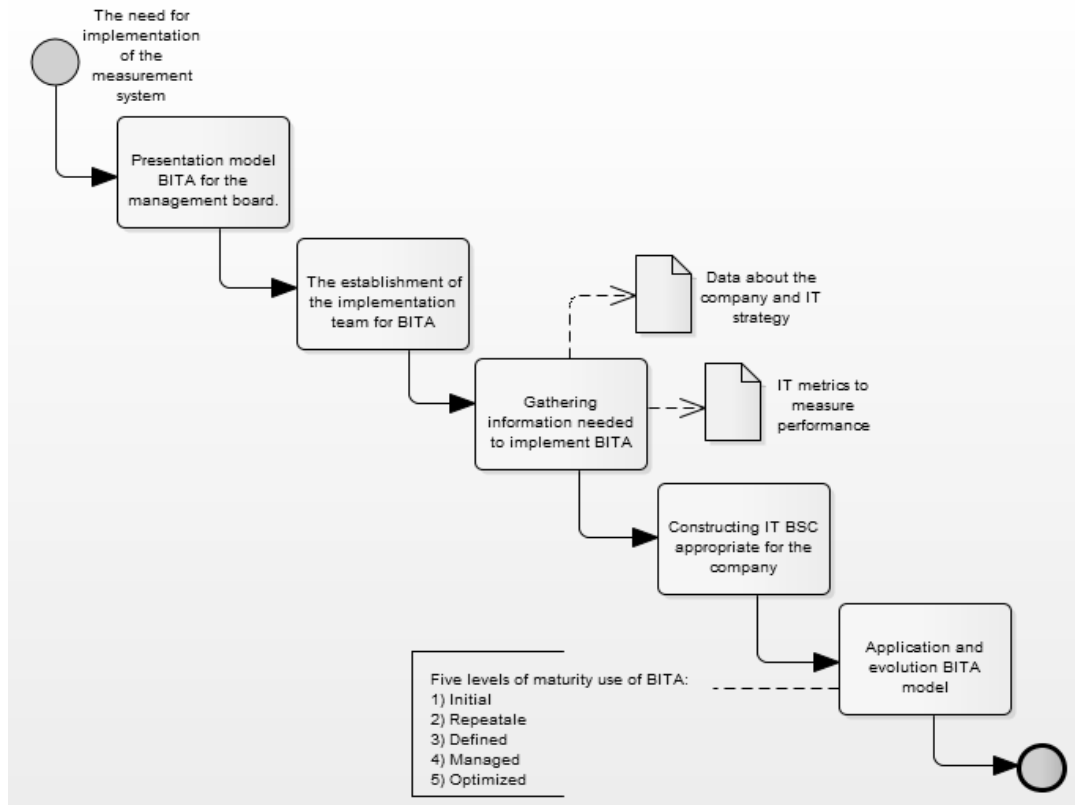 The need for
implementation
of the
measurement
system
Presentation model
BITA for the
management board.
The establishment of
the implementation
team for BITA
Data about the
company and IT
strategy
Gathering
information needed
to implement BITA
IT metrics to
measure
performance
Constructing IT BSC
appropriate for the
company
Application and
evolution BITA
model
Five levels of maturity use of BITA:
1) Initial
2) Repeatale
3) Defined
4) Managed
5) Optimized